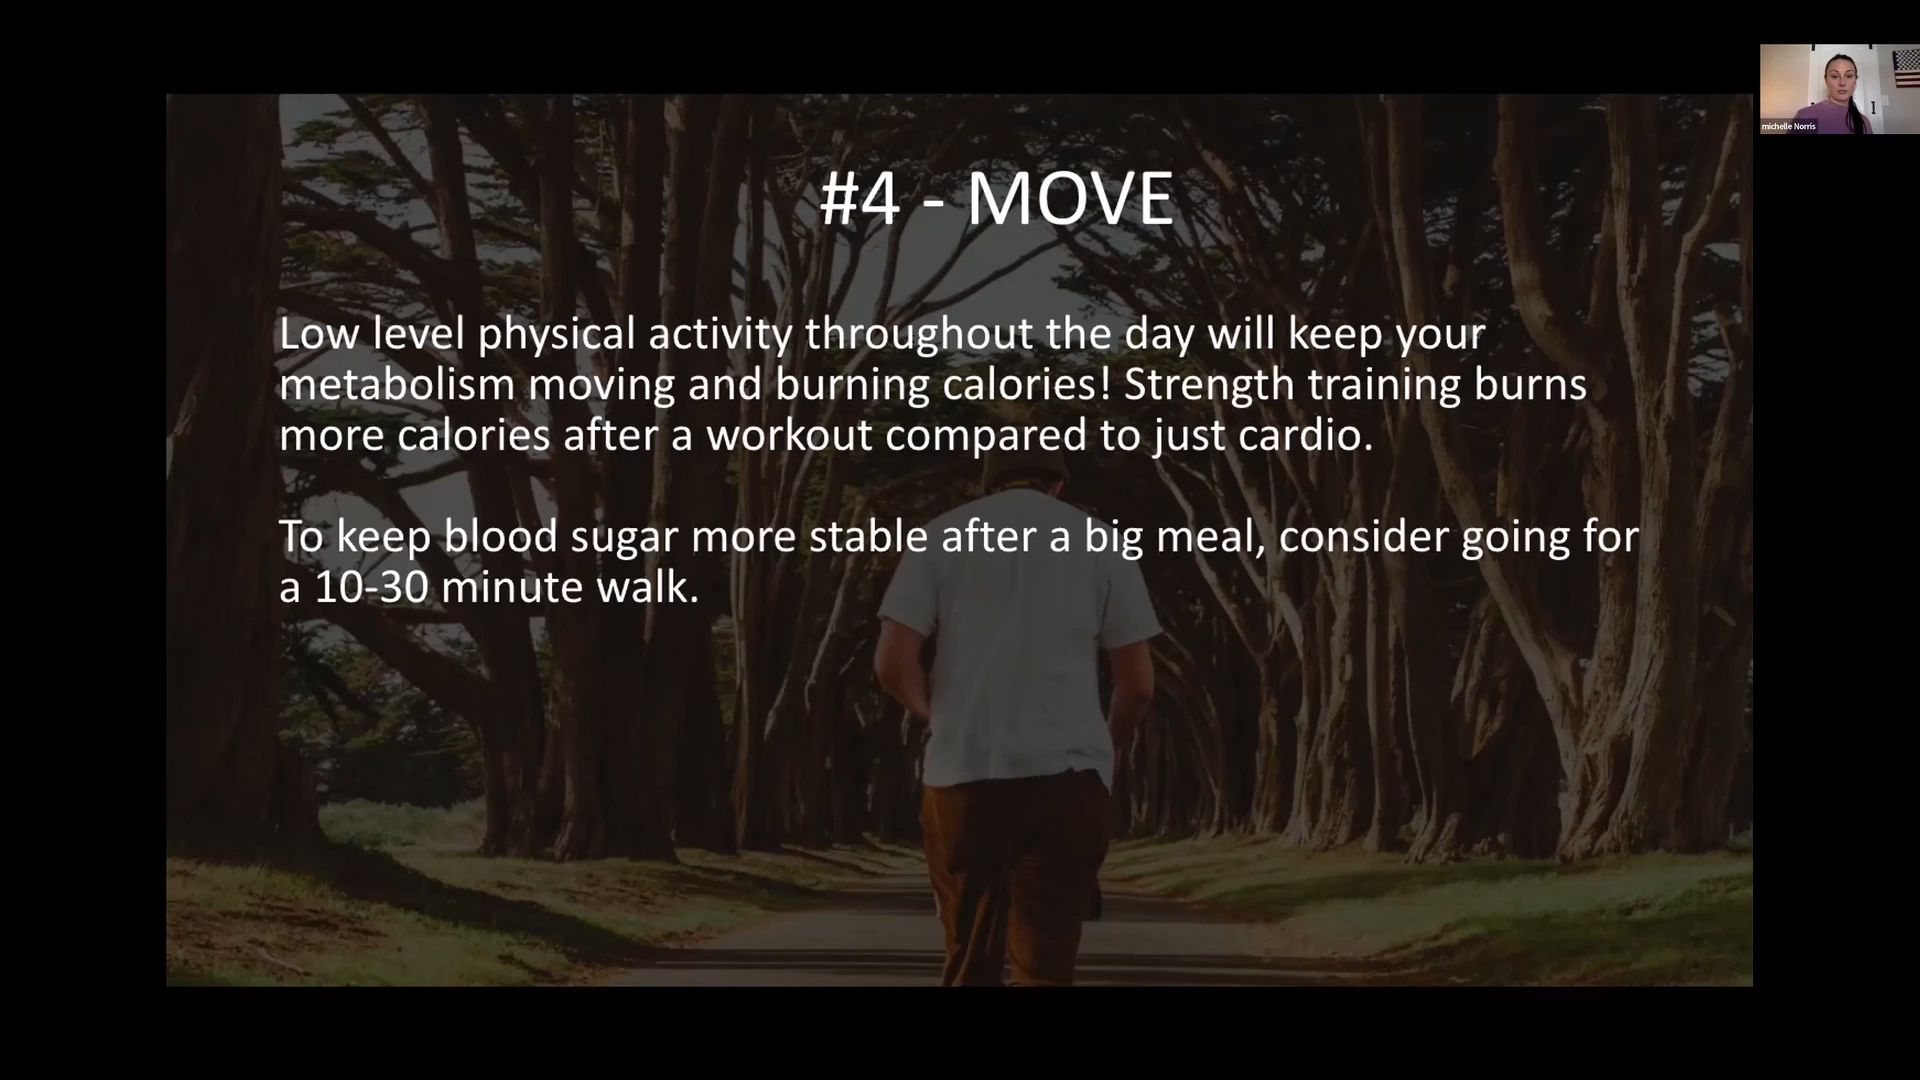 #4 - MOVE
Low level physical activity throughout the day will keep your
metabolism moving and burning calories! Strength training burns
more calories after a workout compared to just cardio.
To keep blood sugar more stable after a big meal, consider going for
a 10-30 minute walk.
michelle Norris